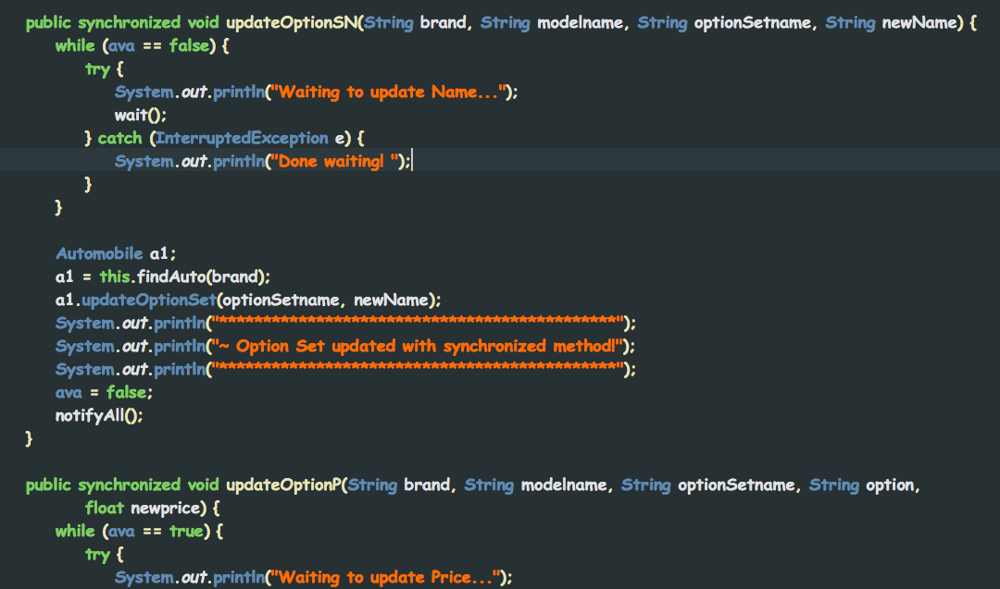 public synchronized void updateOptionSN(String brand, String modelname, String optionSetname, String newName) {
while (ava == false) {
try {
System.out.println("Waiting to update Name...");
wait();
} catch (InterruptedException e) {
System.out.println("Done waiting! ");
}
}
Automobile a1;
a1 = this.findAuto(brand);
a1.updateOptionSet(optionSetname, newName);
System.out.println("*********************************************");
System.out.println("~ Option Set updated with synchronized method!");
System.out.println("*********************************************");
ava = false;
notifyAll();
}
public synchronized void updateOptionP(String brand, String modelname, String optionSetname, String option,
float newprice) {
while (ava == true) {
try {
System.out.println("Waiting to update Price...");